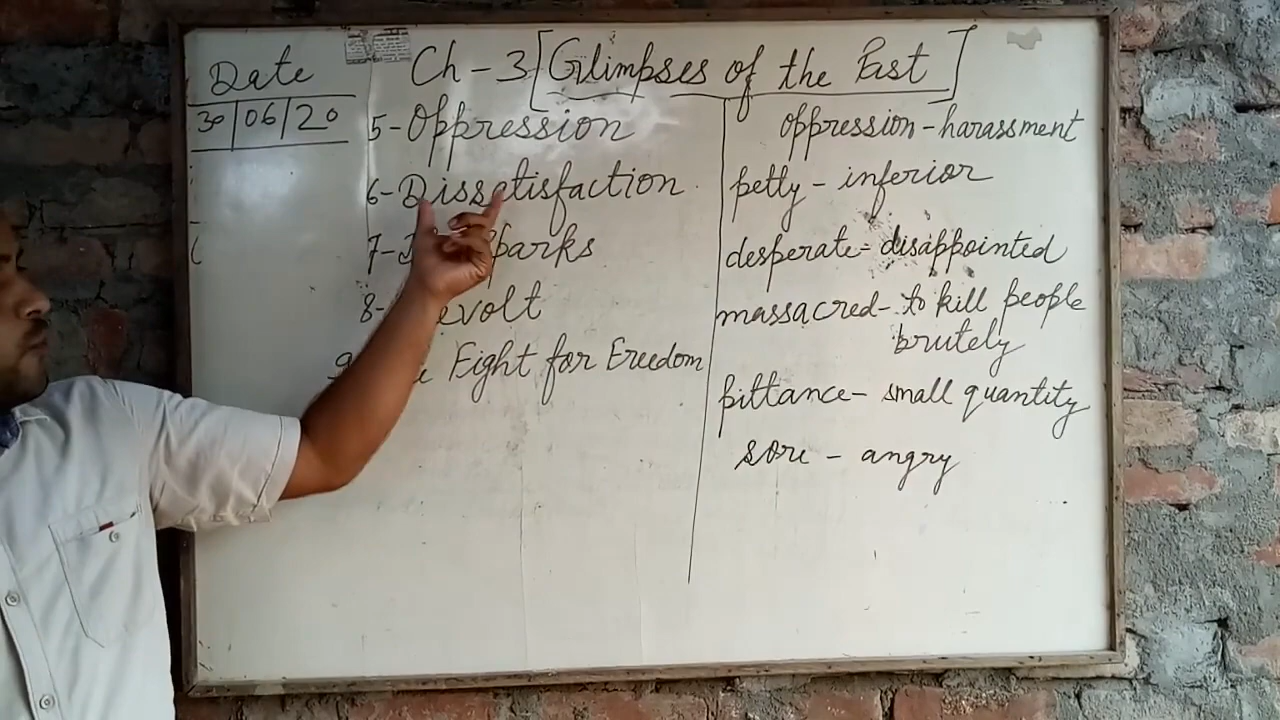 Date
30/06/20
Ch-3[Glimpses of the Past]
5-Oppression
6-Dissatisfaction
7- Sparks
8-
9- Fight for Freedom
oppression-harassment
petty-inferior
desperate-disappointed
massacred-to kill people
brutely
pittance-small quantity
sore-angry